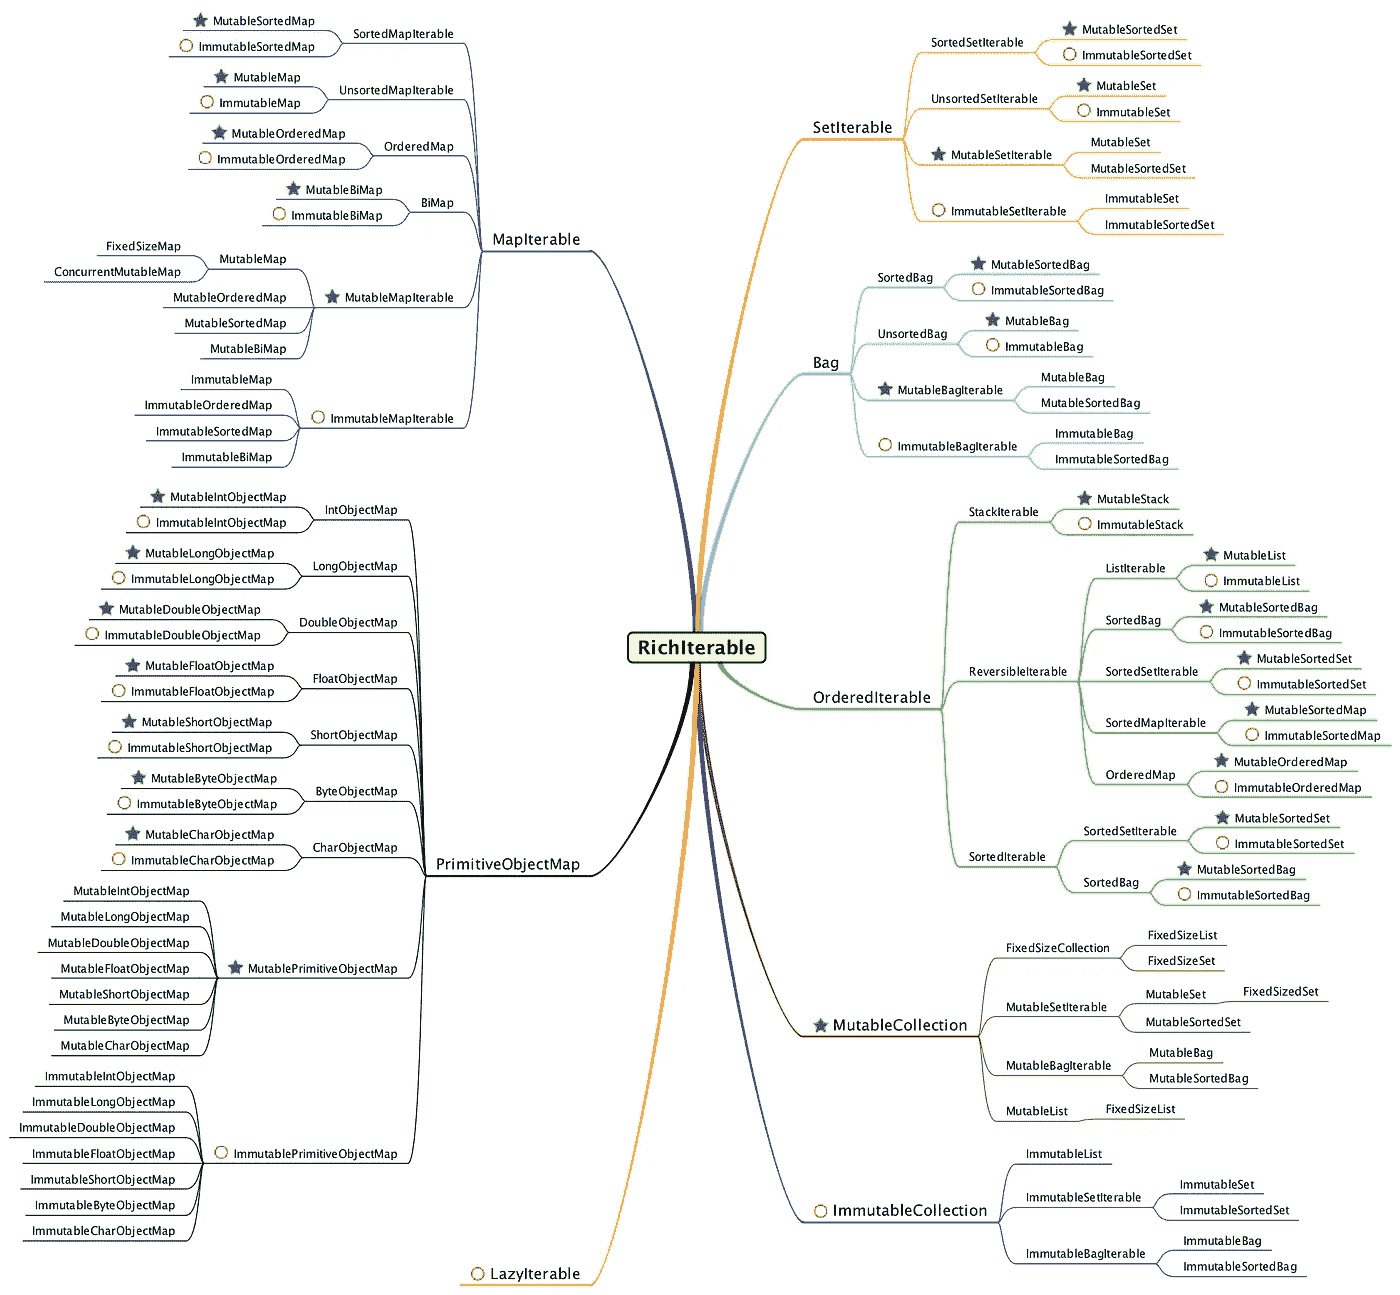 MutableSortedMap
ImmutableSortedMap
SortedMapIterable
MutableMap
ImmutableMap
UnsortedMapIterable
MutableOrderedMap
ImmutableOrderedMap
OrderedMap
MutableBiMap
ImmutableBiMap
BiMap
MapIterable
FixedSizeMap
ConcurrentMutableMap
MutableMap
MutableOrderedMap
MutableSortedMap
MutableBiMap
MutableMapIterable
ImmutableMap
ImmutableOrderedMap
ImmutableSortedMap
ImmutableBiMap
ImmutableMapIterable
MutableIntObjectMap
ImmutableIntObjectMap
IntObjectMap
MutableLongObjectMap
ImmutableLongObjectMap
LongObjectMap
MutableDoubleObjectMap
ImmutableDoubleObjectMap
DoubleObjectMap
MutableFloatObjectMap
ImmutableFloatObjectMap
FloatObjectMap
MutableShortObjectMap
ImmutableShortObjectMap
ShortObjectMap
MutableByteObjectMap
ImmutableByteObjectMap
ByteObjectMap
MutableCharObjectMap
ImmutableCharObjectMap
CharObjectMap
PrimitiveObjectMap
MutableIntObjectMap
MutableLongObjectMap
MutableDoubleObjectMap
MutableFloatObjectMap
MutableShortObjectMap
MutableByteObjectMap
MutableCharObjectMap
MutablePrimitiveObjectMap
ImmutableIntObjectMap
ImmutableLongObjectMap
ImmutableDoubleObjectMap
ImmutableFloatObjectMap
ImmutableShortObjectMap
ImmutableByteObjectMap
ImmutableCharObjectMap
ImmutablePrimitiveObjectMap
LazyIterable
RichIterable
SetIterable
SortedSetIterable
MutableSortedSet
ImmutableSortedSet
UnsortedSetIterable
MutableSet
ImmutableSet
MutableSetIterable
MutableSet
MutableSortedSet
ImmutableSetIterable
ImmutableSet
ImmutableSortedSet
Bag
SortedBag
MutableSortedBag
ImmutableSortedBag
UnsortedBag
MutableBag
ImmutableBag
MutableBagIterable
MutableBag
MutableSortedBag
ImmutableBagIterable
ImmutableBag
ImmutableSortedBag
OrderedIterable
StackIterable
MutableStack
ImmutableStack
ReversibleIterable
ListIterable
MutableList
ImmutableList
SortedBag
MutableSortedBag
ImmutableSortedBag
SortedSetIterable
MutableSortedSet
ImmutableSortedSet
SortedMapIterable
MutableSortedMap
ImmutableSortedMap
OrderedMap
MutableOrderedMap
ImmutableOrderedMap
SortedIterable
SortedSetIterable
MutableSortedSet
ImmutableSortedSet
SortedBag
MutableSortedBag
ImmutableSortedBag
MutableCollection
FixedSizeCollection
FixedSizeList
FixedSizeSet
MutableSetIterable
MutableSet
FixedSizedSet
MutableSortedSet
MutableBagIterable
MutableBag
MutableSortedBag
MutableList
FixedSizeList
ImmutableCollection
ImmutableList
ImmutableSetIterable
ImmutableSet
ImmutableSortedSet
ImmutableBagIterable
ImmutableBag
ImmutableSortedBag